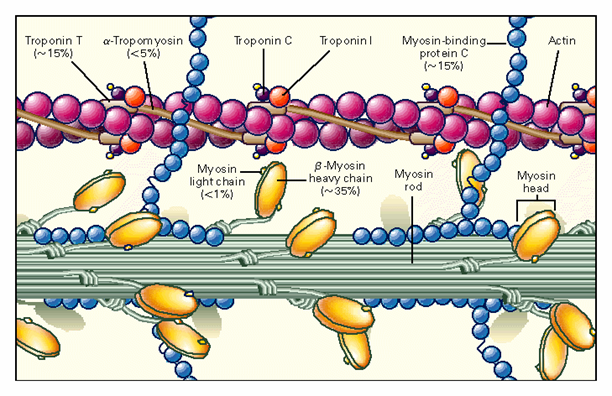 Troponin T
(~15%)
α-Tropomyosin
(<5%)
Troponin C
Troponin I
Myosin-binding
protein C
(~15%)
Actin
Myosin
light chain
(<1%)
β-Myosin
heavy chain
(~35%)
Myosin
rod
Myosin
head